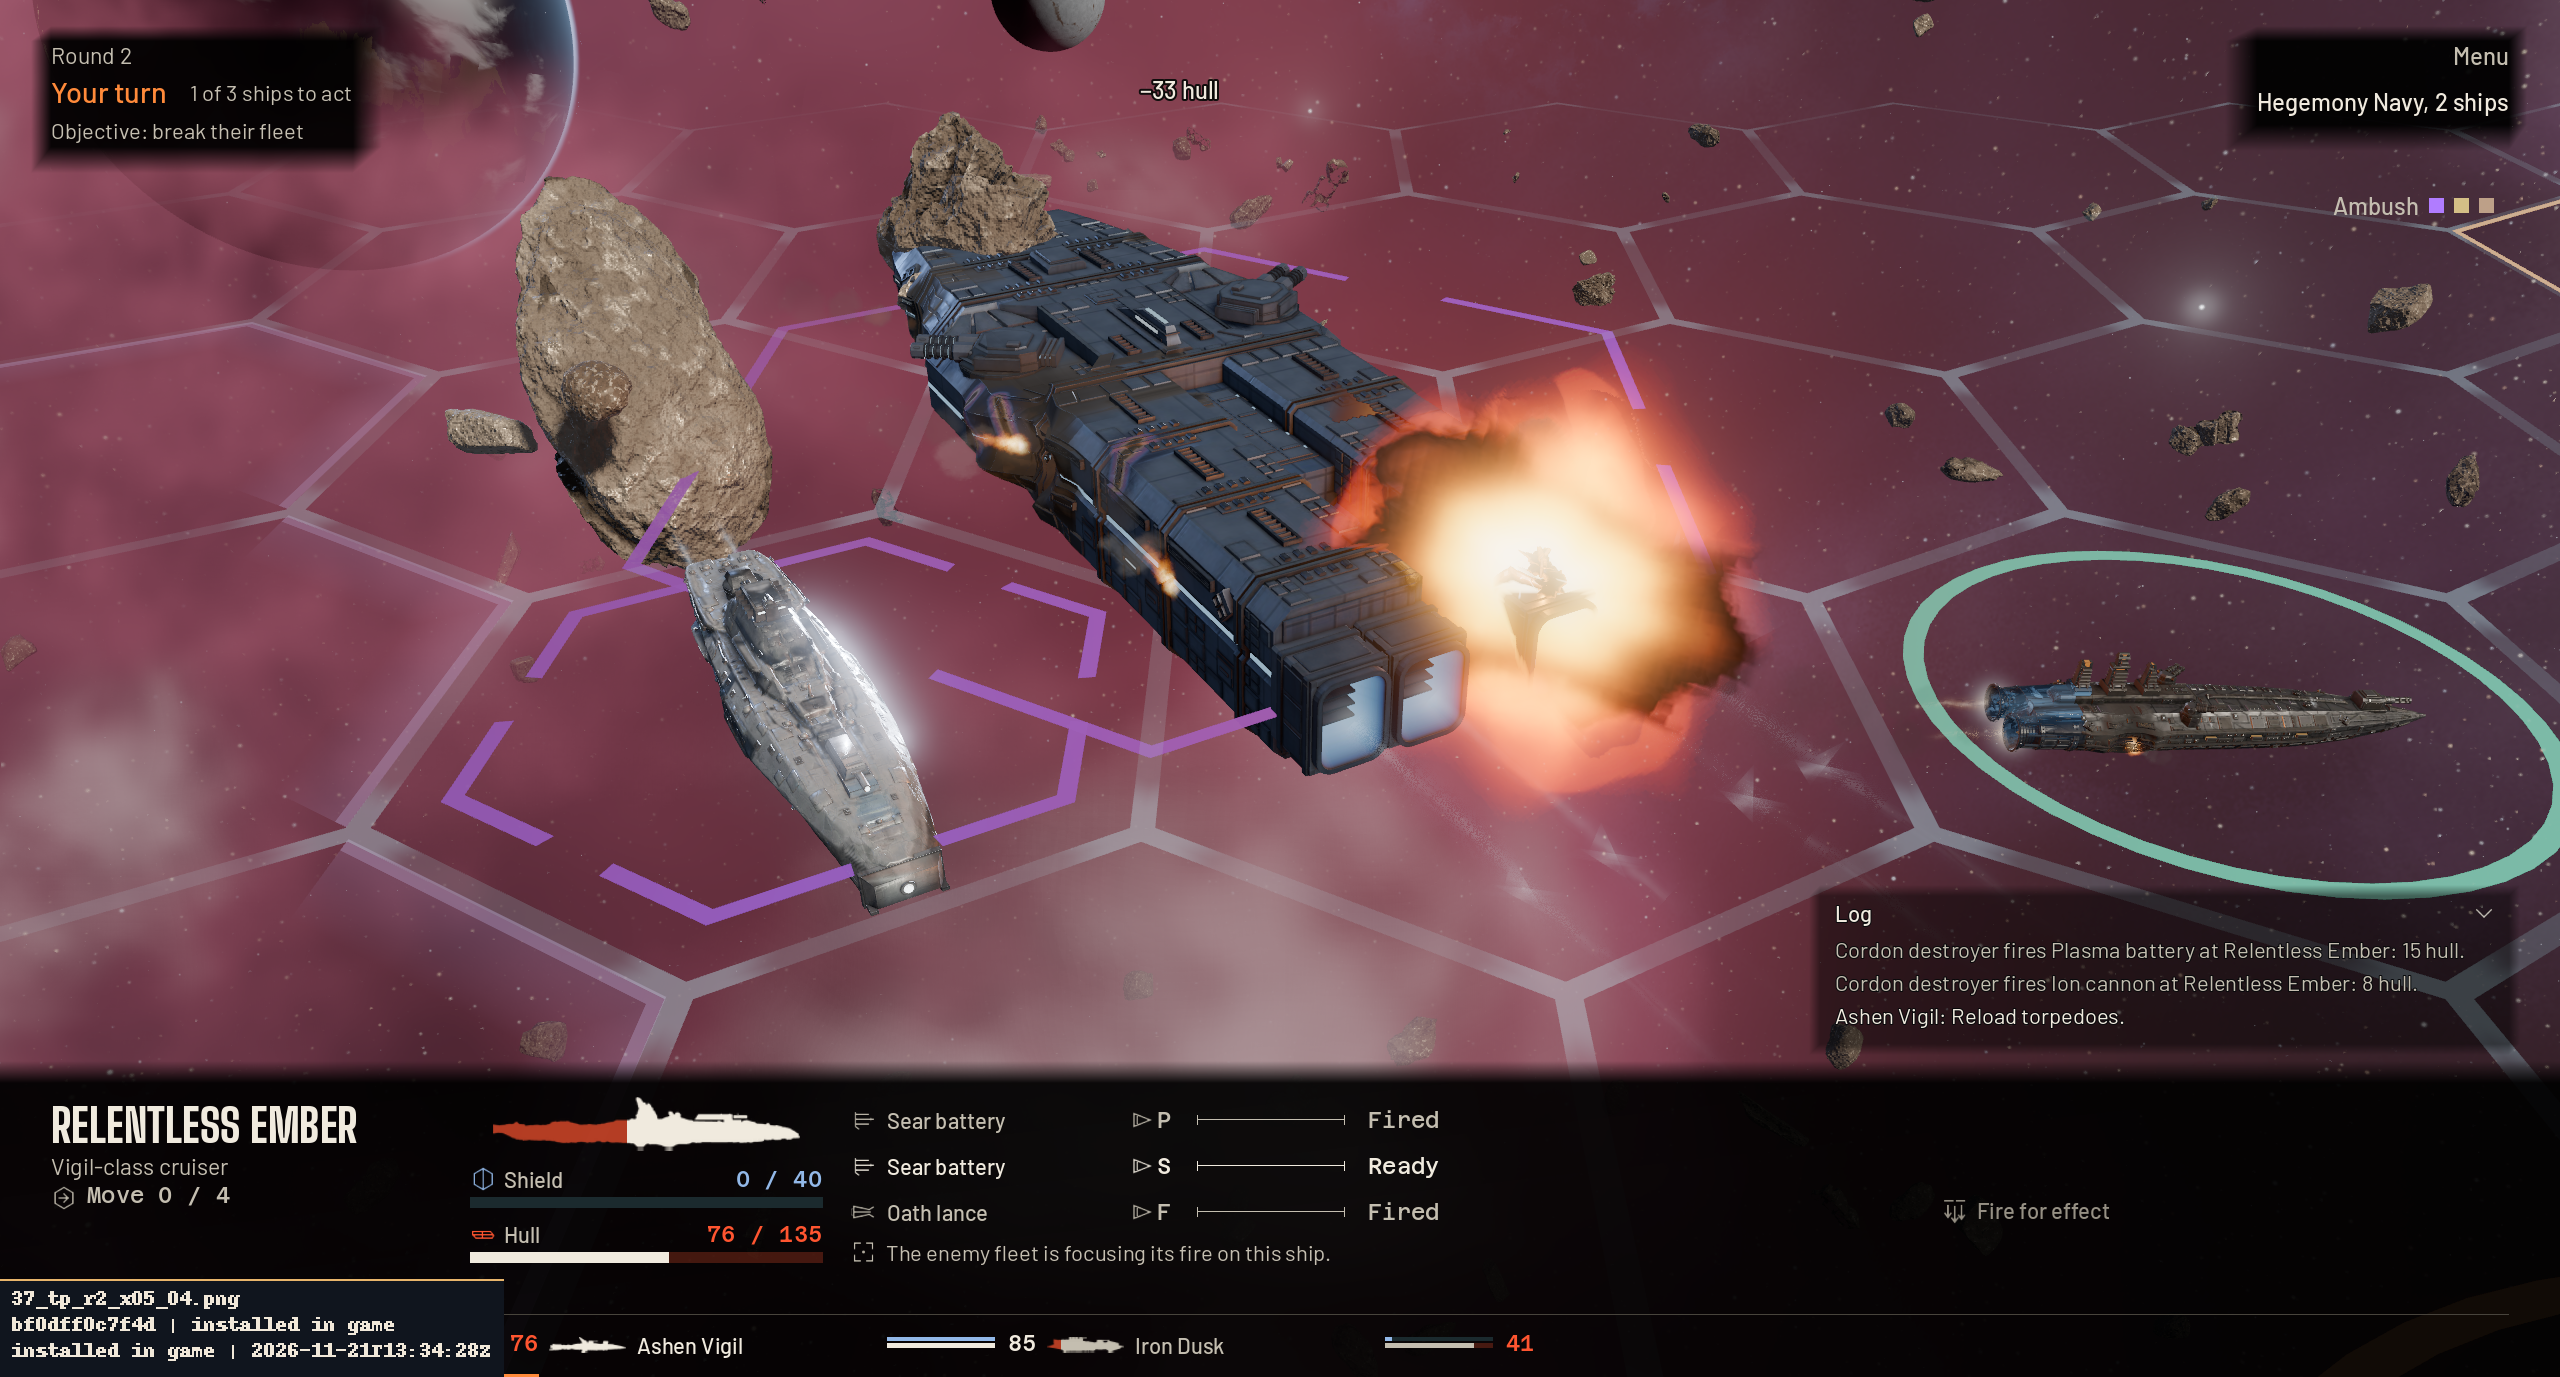 Round 2
Your turn 1 of 3 ships to act
Objective: break their fleet
−33 hull
Menu
Hegemony Navy, 2 ships
Ambush
Log
Cordon destroyer fires Plasma battery at Relentless Ember: 15 hull.
Cordon destroyer fires Ion cannon at Relentless Ember: 8 hull.
Ashen Vigil: Reload torpedoes.
RELENTLESS EMBER
Vigil-class cruiser
Move 0 / 4
Shield 0 / 40
Hull 76 / 135
Sear battery P Fired
Sear battery S Ready
Oath lance F Fired
The enemy fleet is focusing its fire on this ship.
Fire for effect
37_tp_r2_x05_04.png
bf0dff0c7f4d | installed in game
installed in game | 2026-11-21r13:34:28z
76 Ashen Vigil 85 Iron Dusk 41